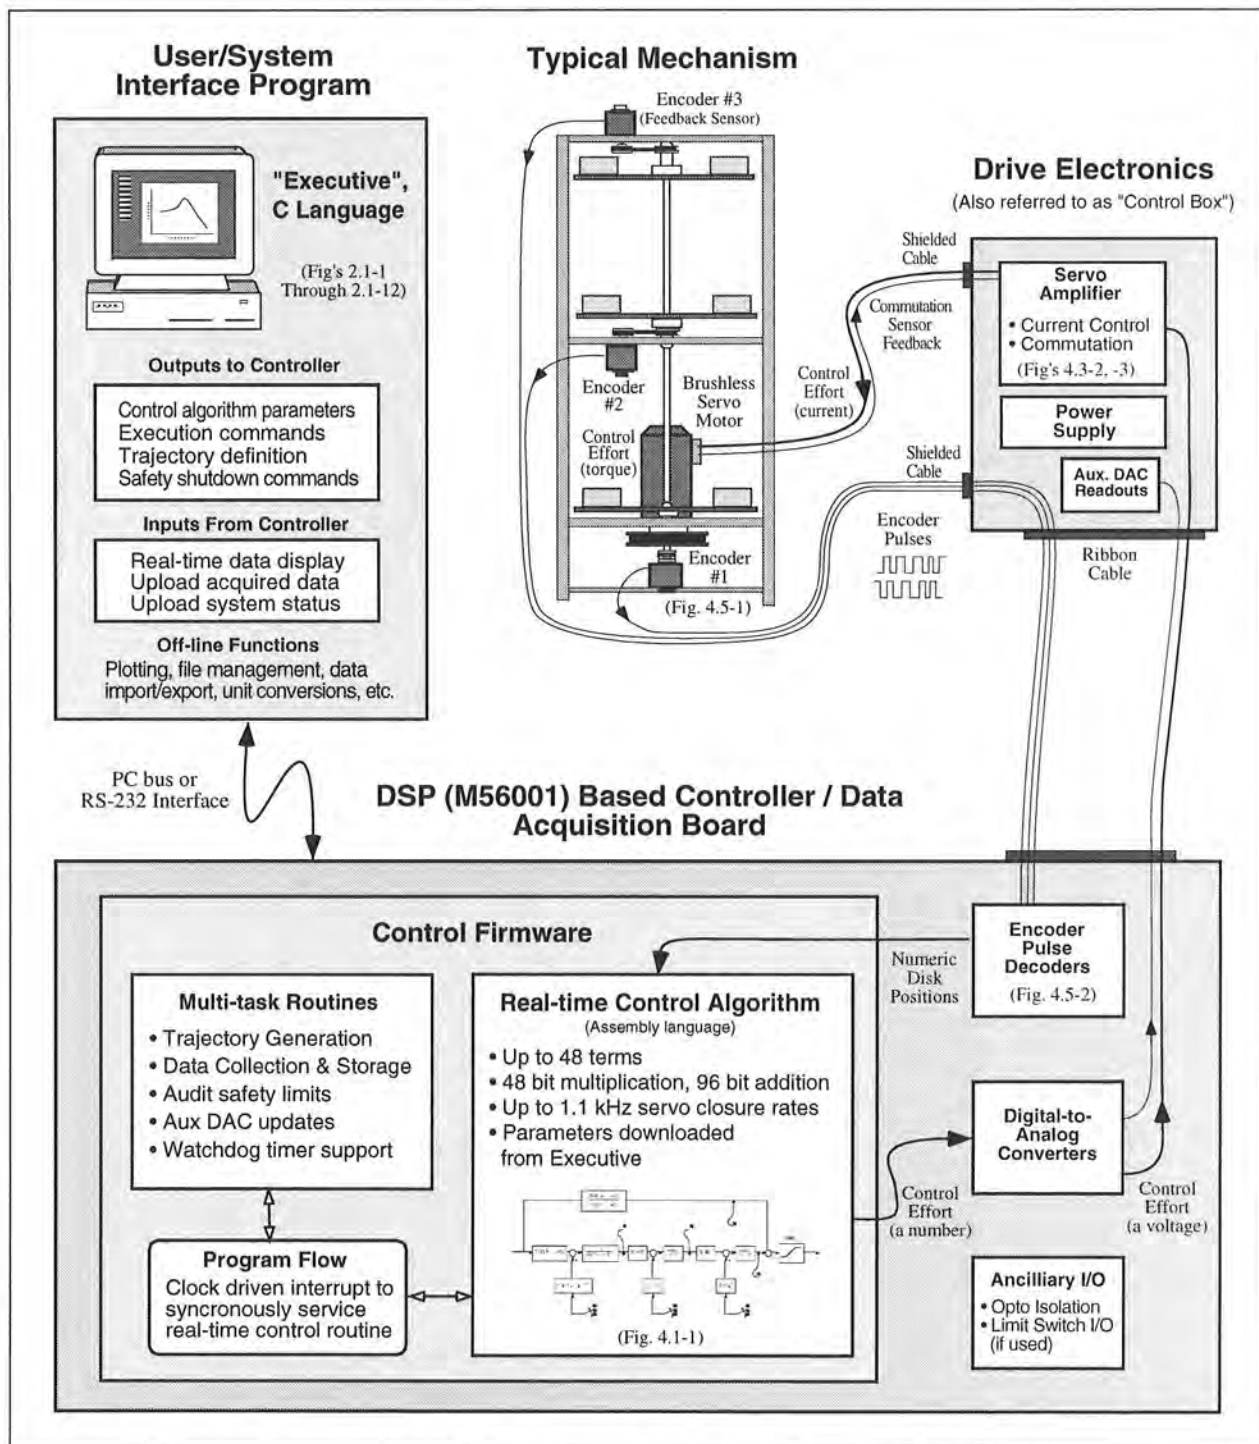 User/System
Interface Program
"Executive",
C Language
(Fig's 2.1-1
Through 2.1-12)
Outputs to Controller
Control algorithm parameters
Execution commands
Trajectory definition
Safety shutdown commands
Inputs From Controller
Real-time data display
Upload acquired data
Upload system status
Off-line Functions
Plotting, file management, data
import/export, unit conversions, etc.
PC bus or
RS-232 Interface
Typical Mechanism
Encoder #3
(Feedback Sensor)
Encoder
#2
Brushless
Servo
Motor
Control
Effort
(torque)
Encoder
#1
(Fig. 4.5-1)
Control
Effort
(current)
Commutation
Sensor
Feedback
Shielded
Cable
Shielded
Cable
Encoder
Pulses
Drive Electronics
(Also referred to as "Control Box")
Servo
Amplifier
• Current Control
• Commutation
(Fig's 4.3-2, -3)
Power
Supply
Aux. DAC
Readouts
Ribbon
Cable
DSP (M56001) Based Controller / Data
Acquisition Board
Control Firmware
Multi-task Routines
• Trajectory Generation
• Data Collection & Storage
• Audit safety limits
• Aux DAC updates
• Watchdog timer support
Program Flow
Clock driven interrupt to
syncronously service
real-time control routine
Real-time Control Algorithm
(Assembly language)
• Up to 48 terms
• 48 bit multiplication, 96 bit addition
• Up to 1.1 kHz servo closure rates
• Parameters downloaded
from Executive
(Fig. 4.1-1)
Numeric
Disk
Positions
Encoder
Pulse
Decoders
(Fig. 4.5-2)
Digital-to-
Analog
Converters
Control
Effort
(a number)
Control
Effort
(a voltage)
Ancilliary I/O
• Opto Isolation
• Limit Switch I/O
(if used)